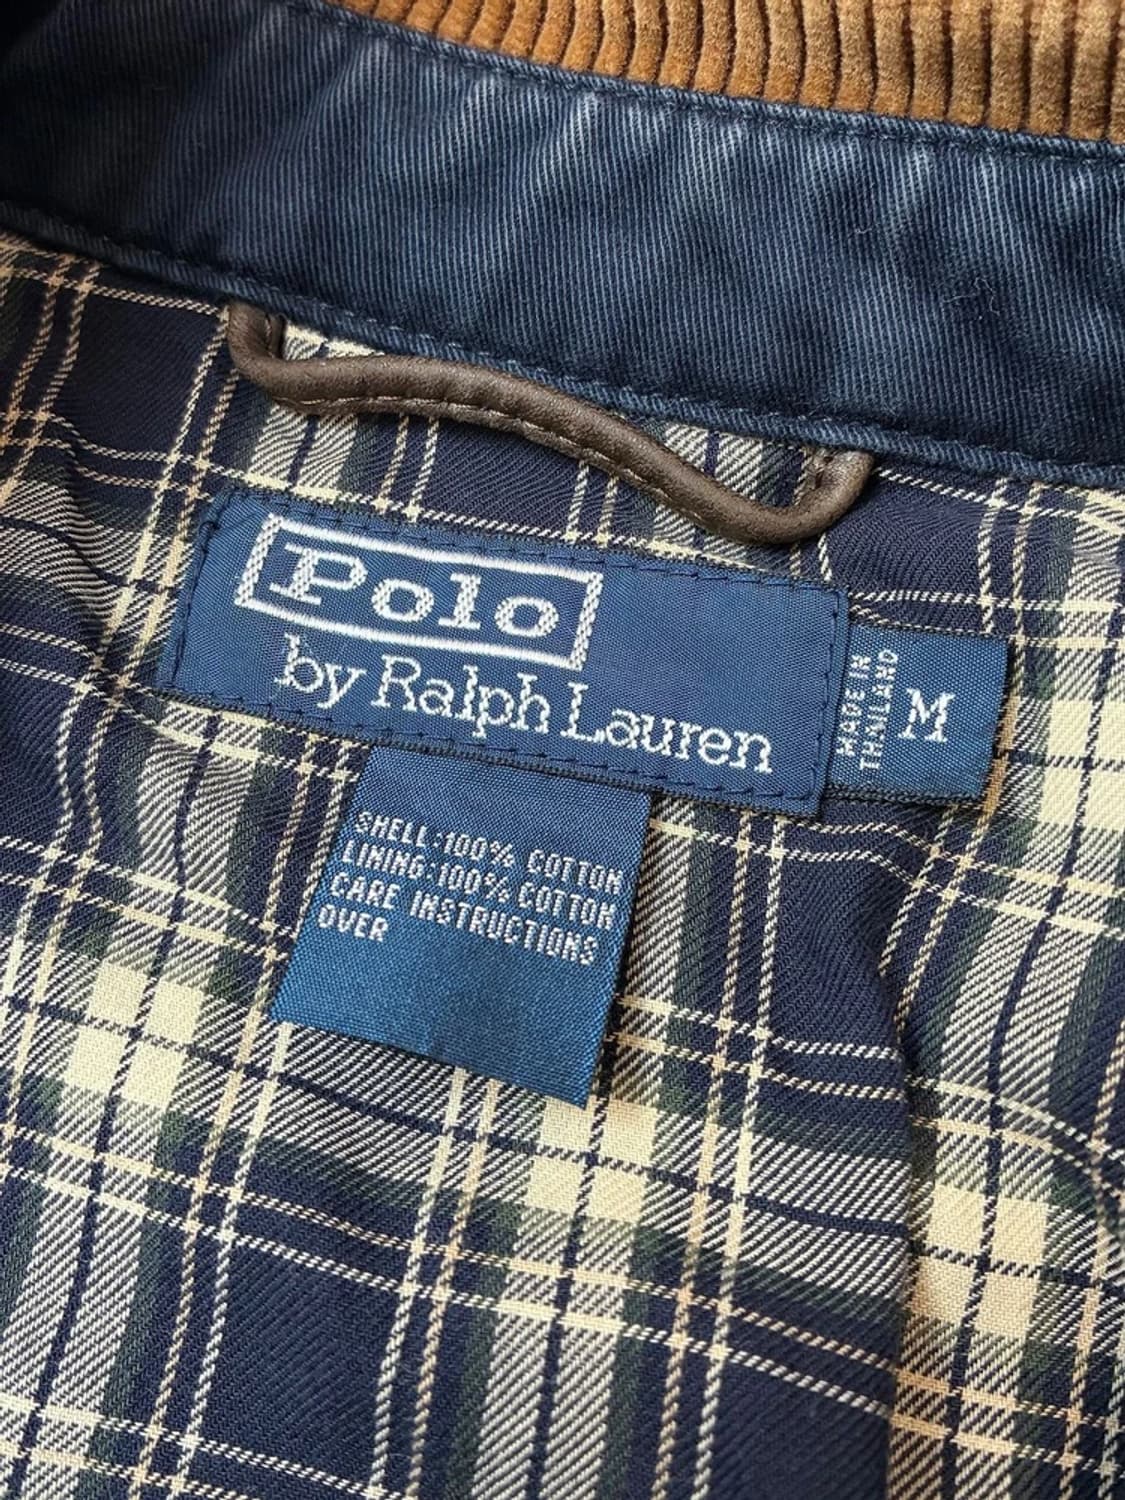 Polo
by Ralph Lauren
MADE IN
THAILAND
M
SHELL:100% COTTON
LINING:100% COTTON
CARE INSTRUCTIONS
OVER